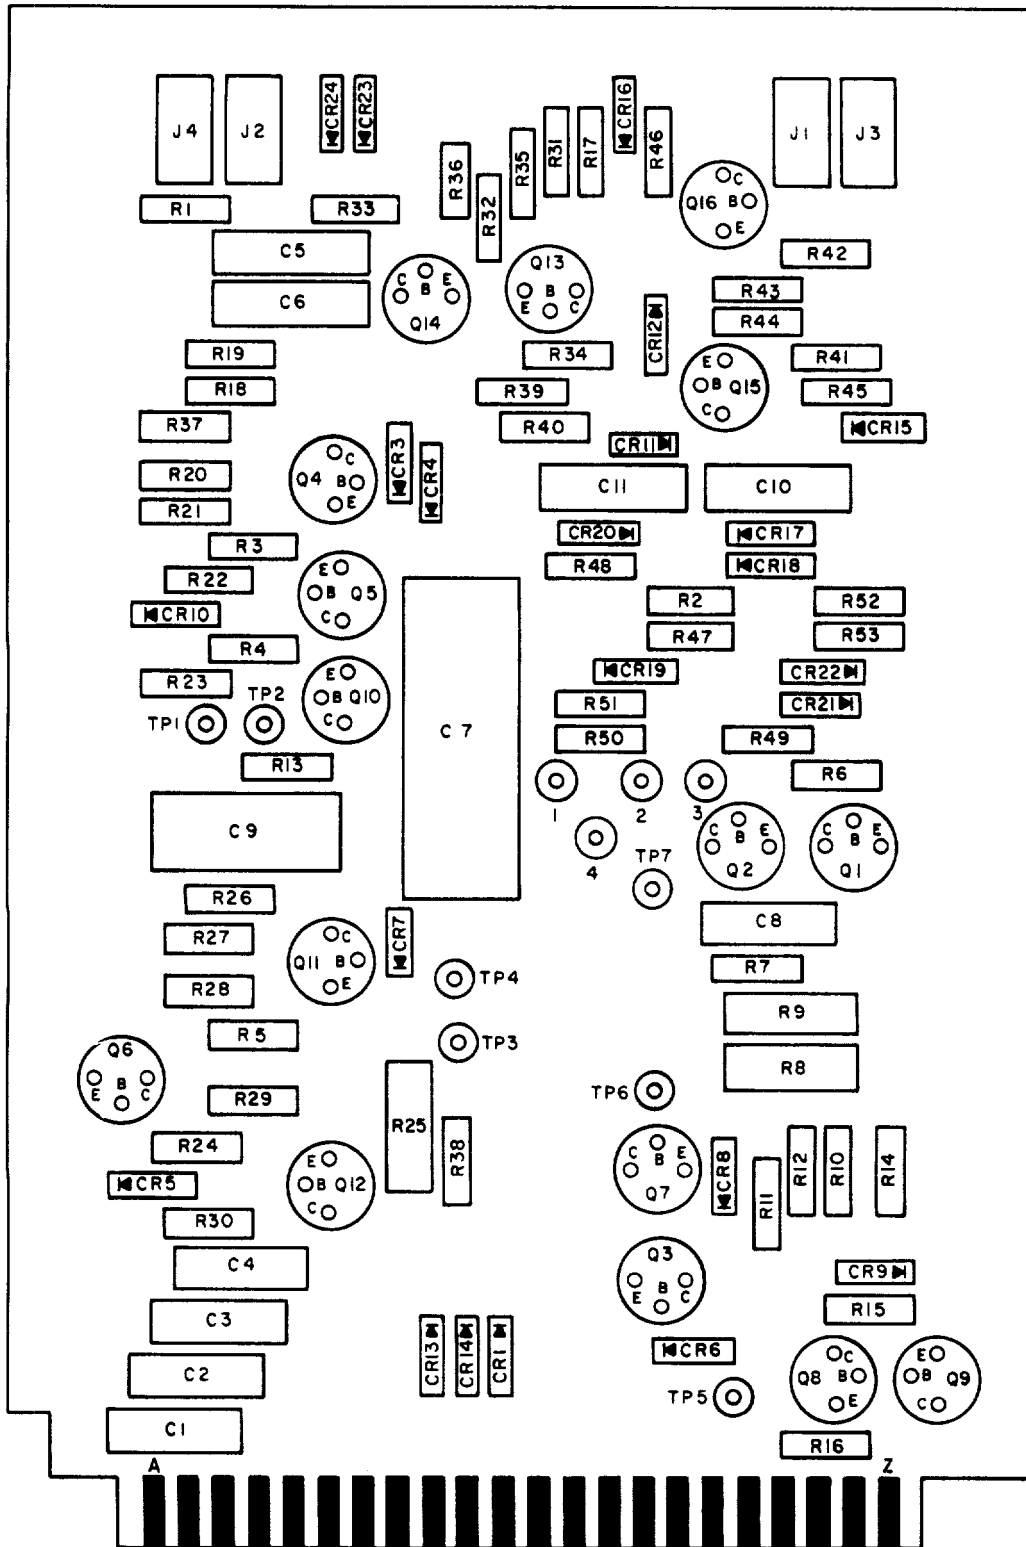 J4
J2
CR24
CR23
R36
R32
R35
R31
R17
CR16
R46
J1
J3
R1
R33
C
B
E
Q16
C5
C6
C
B
E
Q14
Q13
E
B
C
R42
R43
R44
CR12
R19
R34
R41
R18
R39
E
B
C
Q15
R45
R37
R40
CR15
CR11
Q4
C
B
E
CR3
CR4
R20
C11
C10
R21
CR20
CR17
R3
R48
CR18
R22
E
B
C
Q5
R2
R52
CR10
R47
R53
R4
CR19
CR22
R23
E
B
C
Q10
R51
CR21
TP1
TP2
C7
R50
R49
R13
R6
1
2
3
4
C9
C
B
E
Q2
C
B
E
Q1
TP7
R26
C8
R27
Q11
C
B
E
CR7
R7
R28
TP4
R9
R5
TP3
Q6
E
B
C
R8
R29
TP6
R25
R38
R24
C
B
E
Q7
CR8
R11
R12
R10
R14
CR5
E
B
C
Q12
R30
C4
Q3
E
B
C
CR9
C3
R15
CR13
CR14
CR1
CR6
C2
Q8
C
B
E
E
B
C
Q9
TP5
C1
R16
A
Z